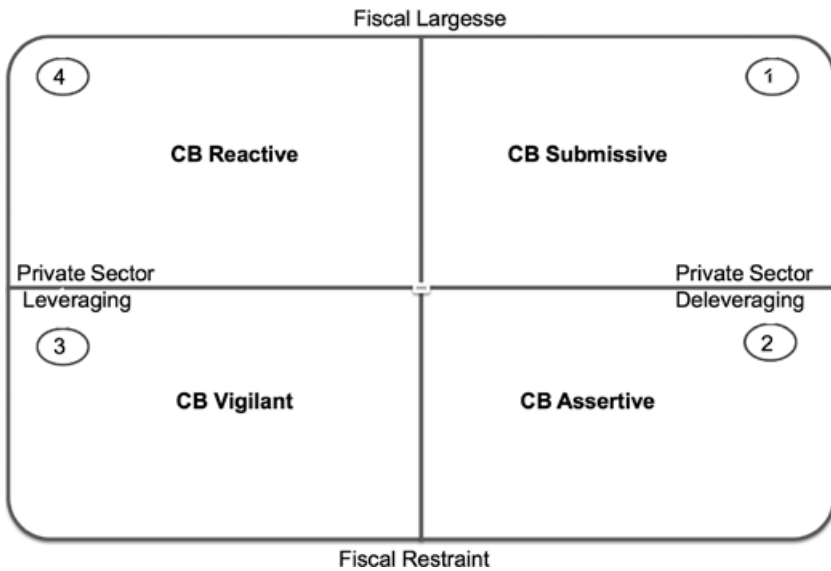 Fiscal Largesse
4
1
CB Reactive
CB Submissive
Private Sector
Leveraging
Private Sector
Deleveraging
3
2
CB Vigilant
CB Assertive
Fiscal Restraint